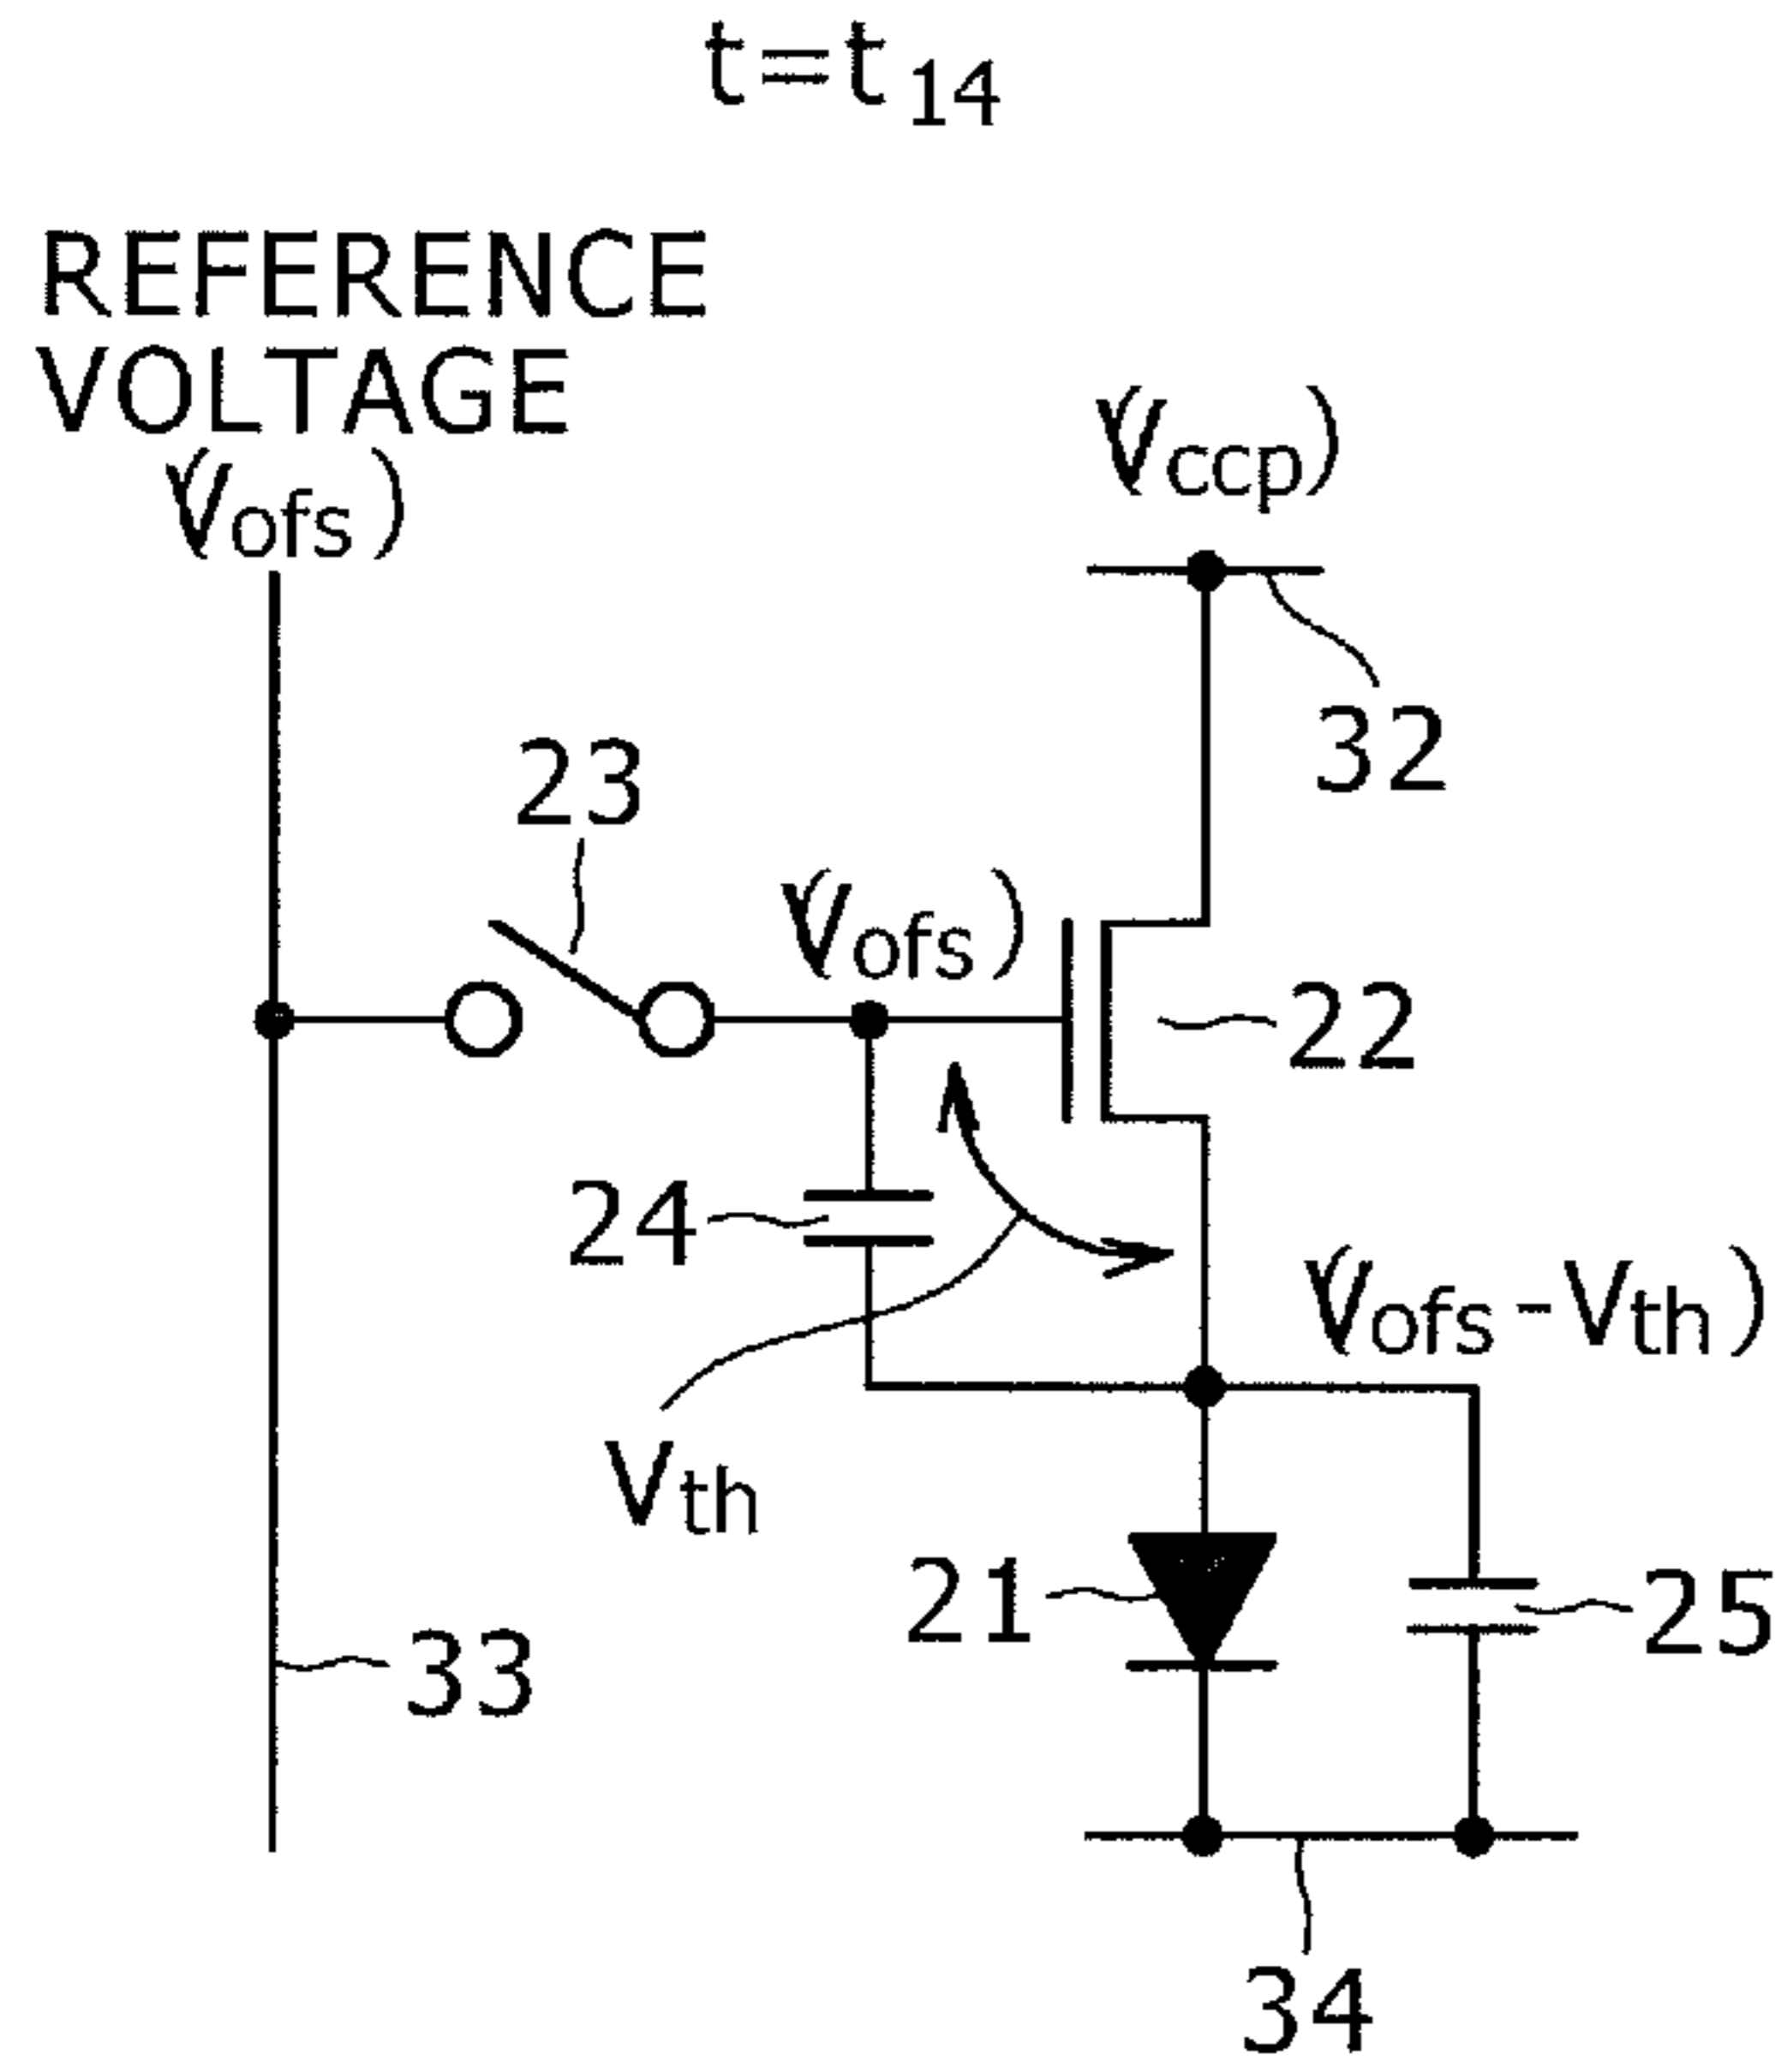 t=t14
REFERENCE
VOLTAGE
(Vofs)
(Vccp)
32
23
(Vofs)
22
24
(Vofs-Vth)
Vth
21
25
33
34